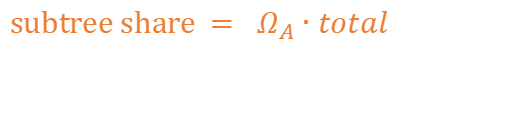 subtree share = Ω_A · total